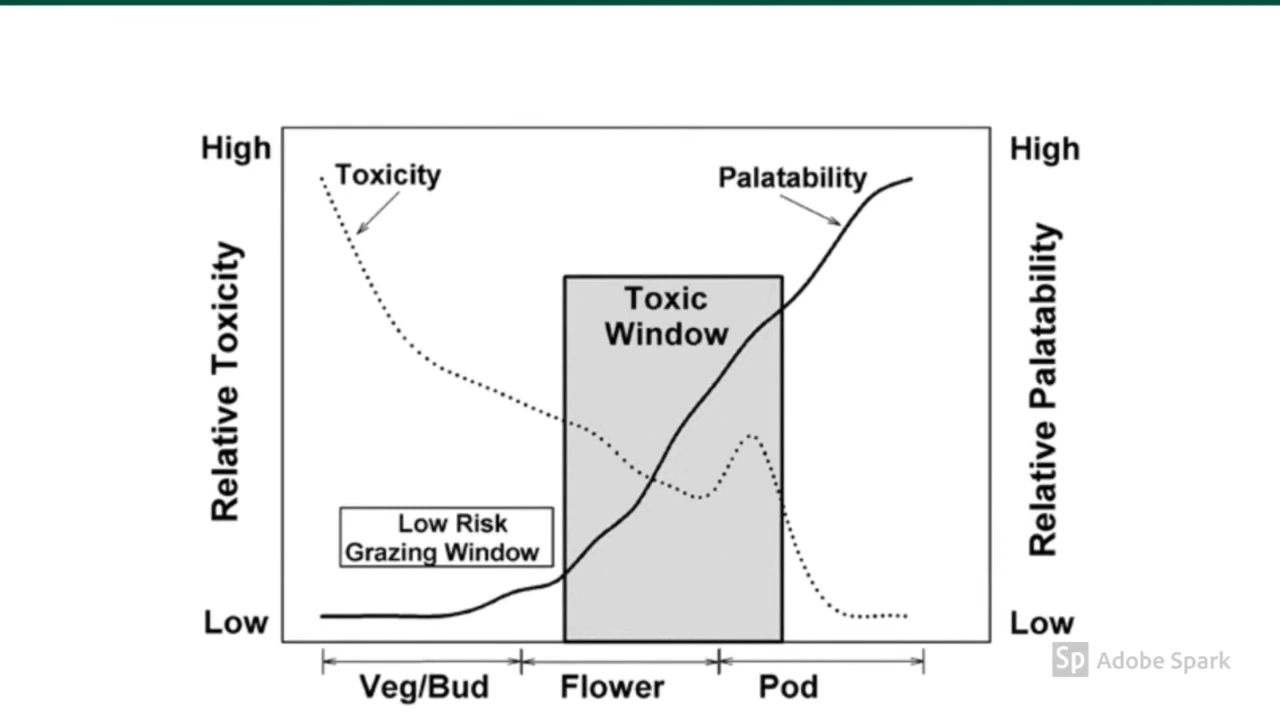 High
High
Toxicity
Palatability
Relative Toxicity
Relative Palatability
Toxic
Window
Low Risk
Grazing Window
Low
Low
Veg/Bud
Flower
Pod
Sp Adobe Spark